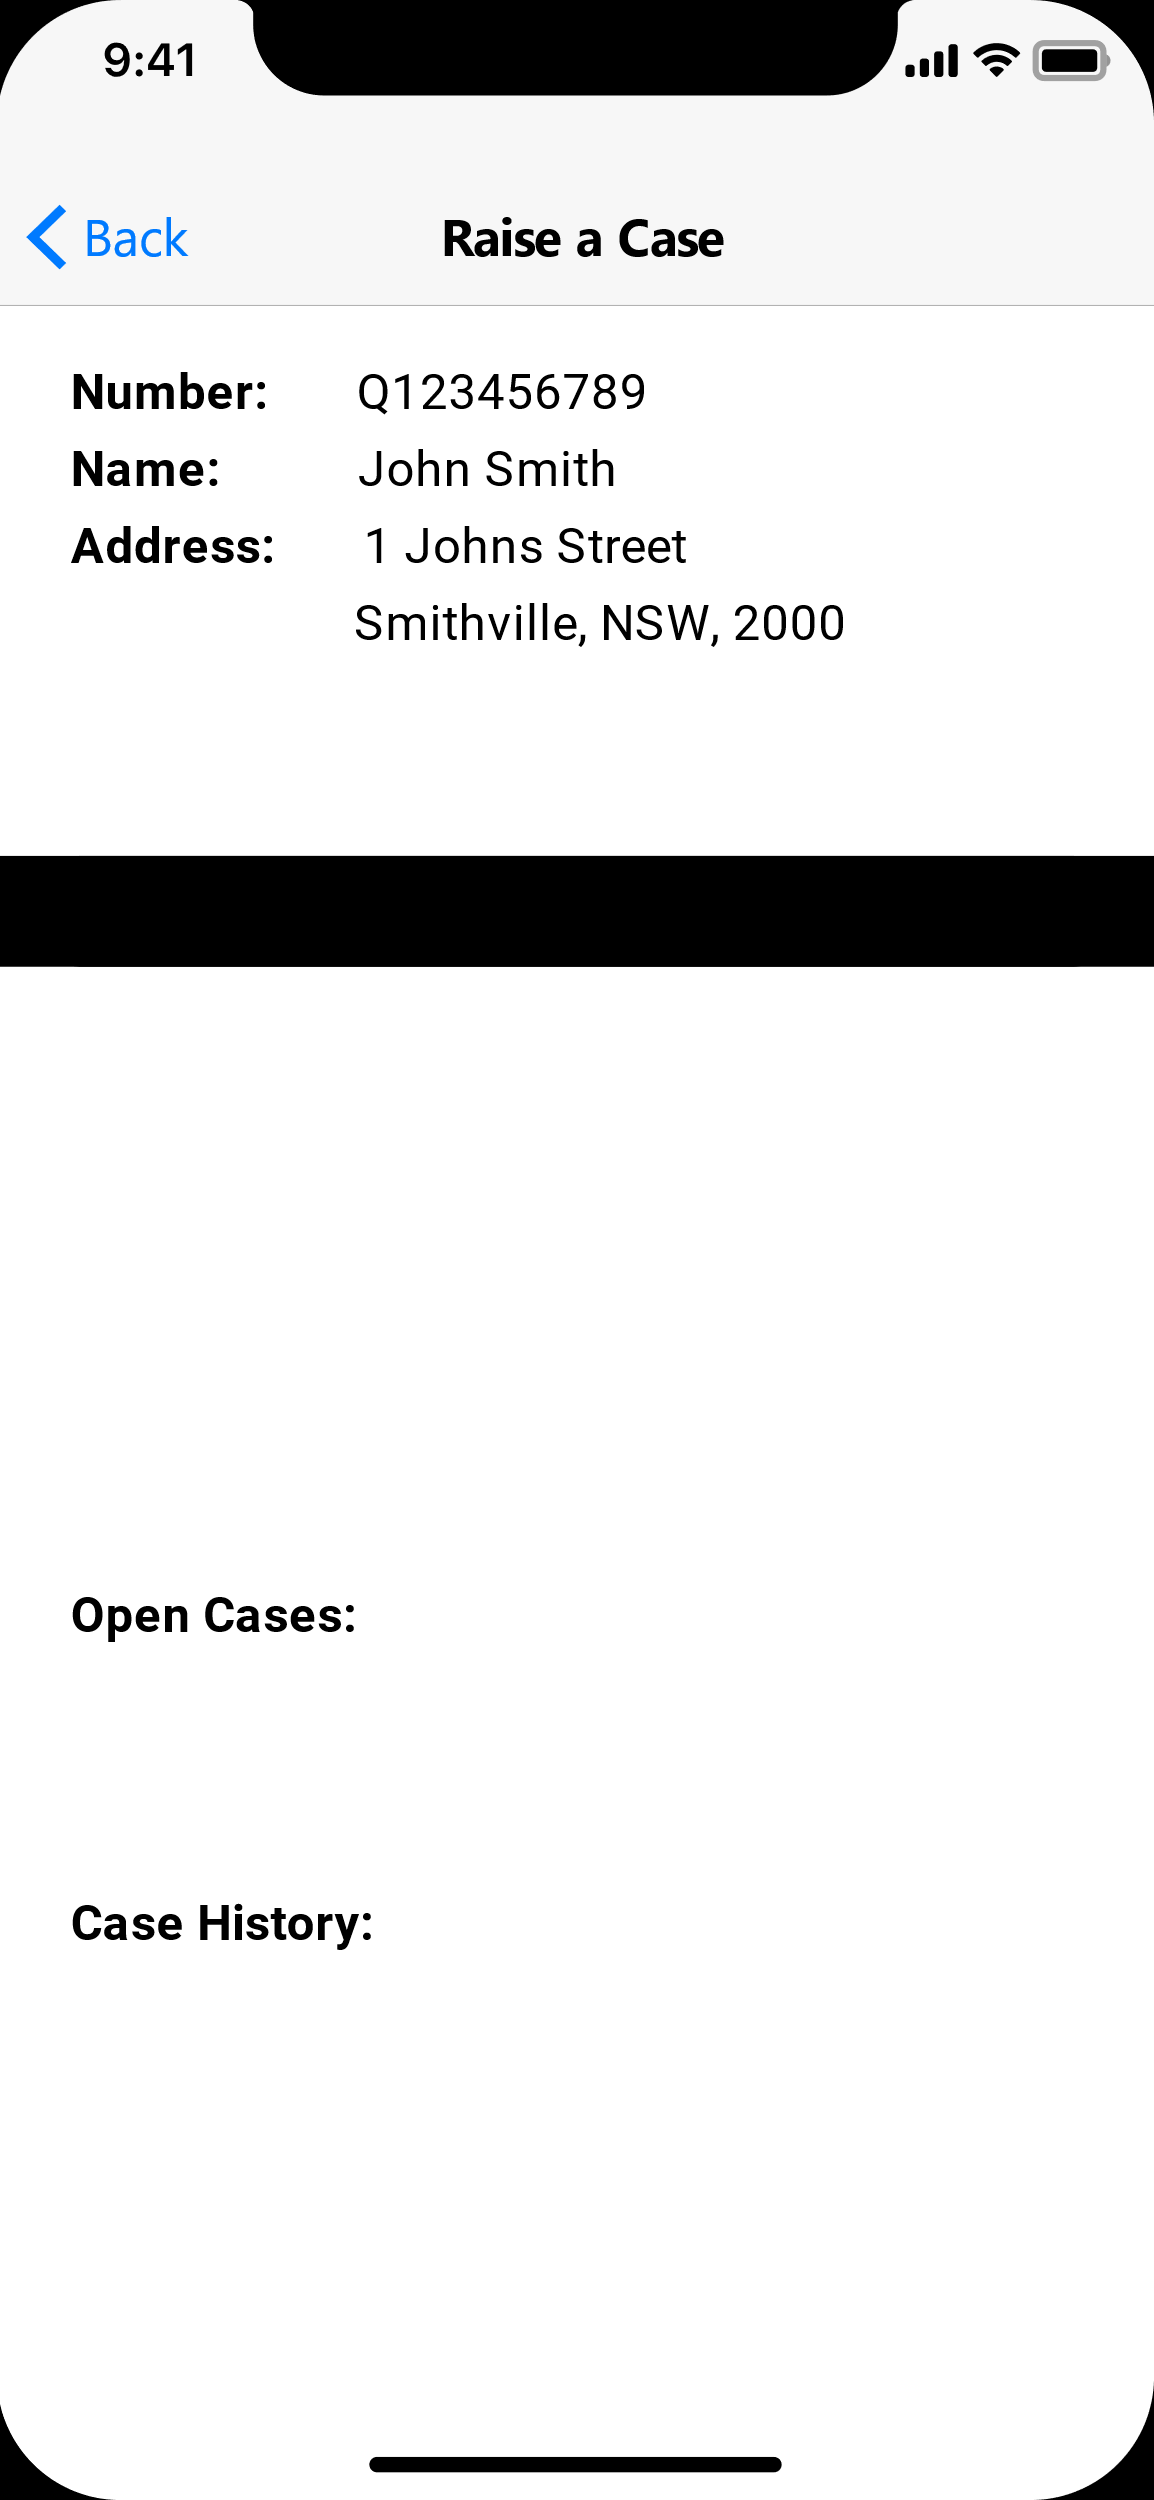 9:41
Back
Raise a Case
Number: Q123456789
Name: John Smith
Address: 1 Johns Street
Smithville, NSW, 2000
Open Cases:
Case History: